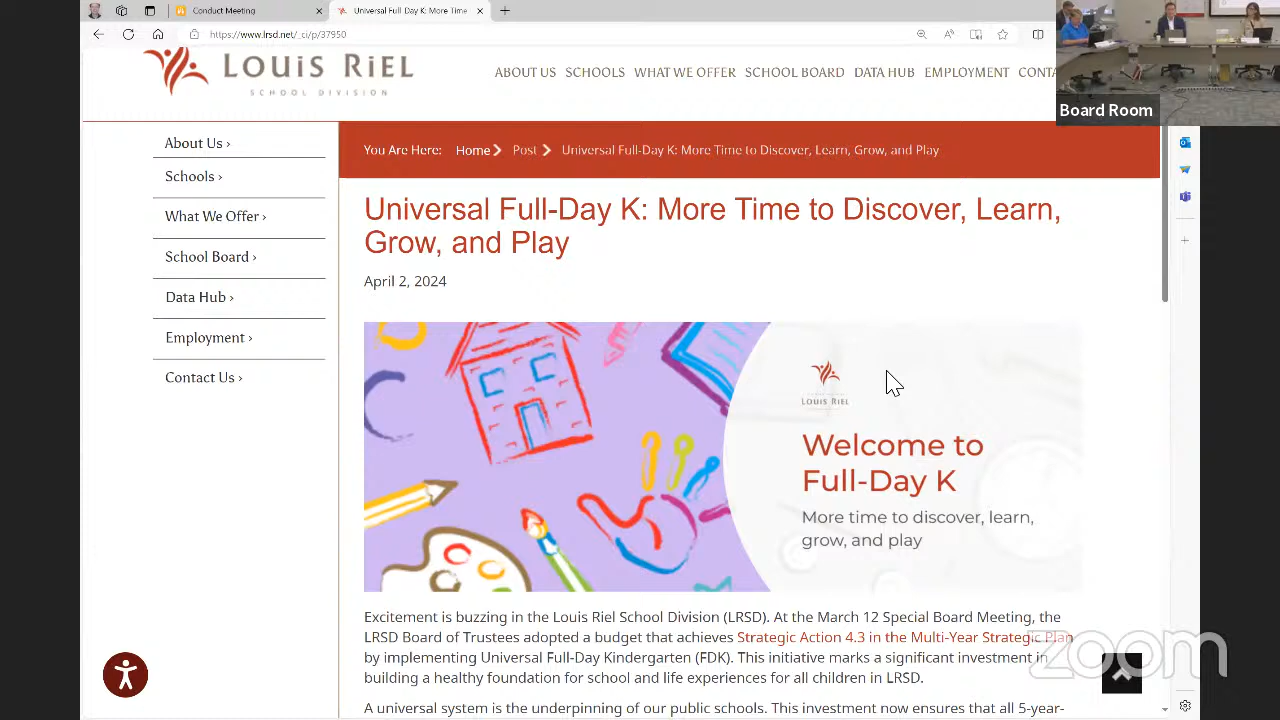 Conduct Meeting
Universal Full-Day K: More Time
https://www.lrsd.net/_ci/p/37950
Board Room
LOUIS RIEL
SCHOOL DIVISION
ABOUT US SCHOOLS WHAT WE OFFER SCHOOL BOARD DATA HUB EMPLOYMENT CONTA
About Us ›
Schools ›
What We Offer ›
School Board ›
Data Hub ›
Employment ›
Contact Us ›
You Are Here: Home Post Universal Full-Day K: More Time to Discover, Learn, Grow, and Play
Universal Full-Day K: More Time to Discover, Learn,
Grow, and Play
April 2, 2024
LOUIS RIEL
Welcome to
Full-Day K
More time to discover, learn,
grow, and play
Excitement is buzzing in the Louis Riel School Division (LRSD). At the March 12 Special Board Meeting, the
LRSD Board of Trustees adopted a budget that achieves Strategic Action 4.3 in the Multi-Year Strategic Plan
by implementing Universal Full-Day Kindergarten (FDK). This initiative marks a significant investment in
building a healthy foundation for school and life experiences for all children in LRSD.
A universal system is the underpinning of our public schools. This investment now ensures that all 5-year-
zoom